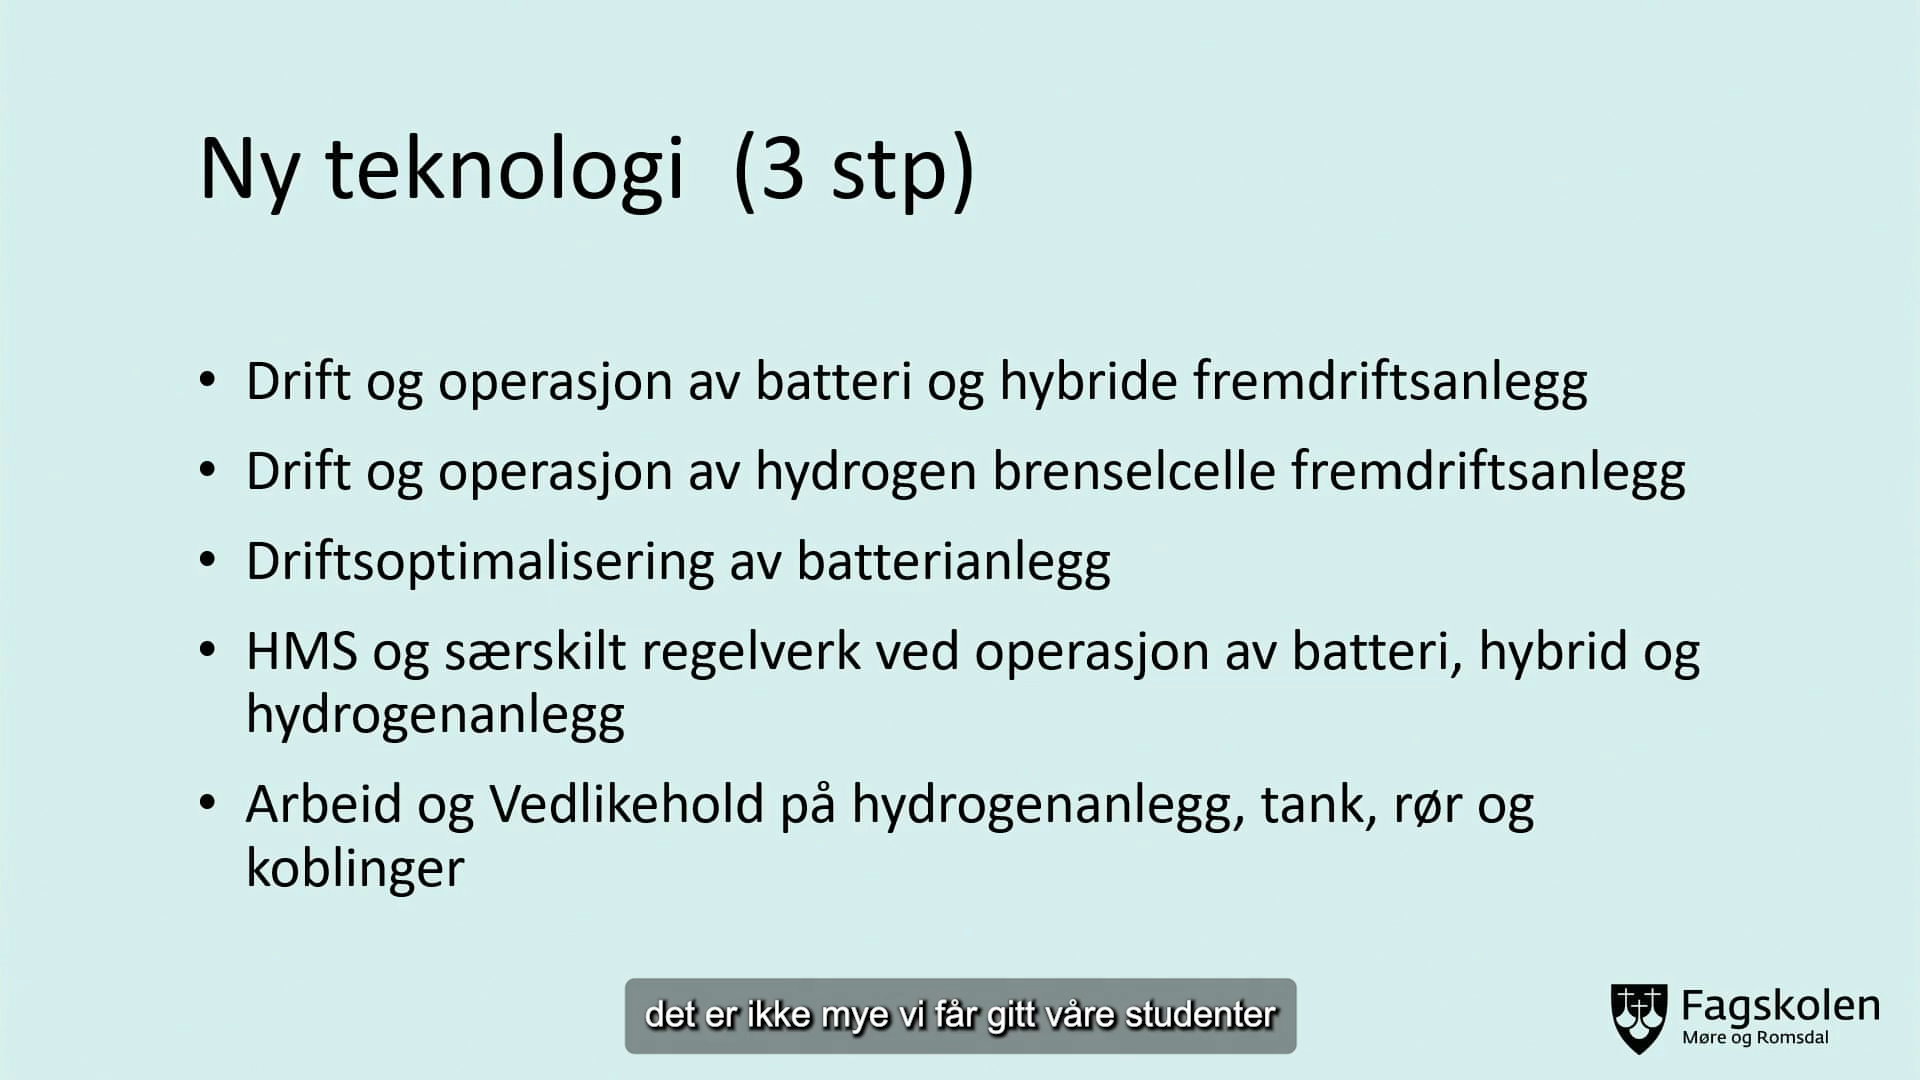 Ny teknologi (3 stp)
• Drift og operasjon av batteri og hybride fremdriftsanlegg
• Drift og operasjon av hydrogen brenselcelle fremdriftsanlegg
• Driftsoptimalisering av batterianlegg
• HMS og særskilt regelverk ved operasjon av batteri, hybrid og
hydrogenanlegg
• Arbeid og Vedlikehold på hydrogenanlegg, tank, rør og
koblinger
det er ikke mye vi får gitt våre studenter
Fagskolen
Møre og Romsdal